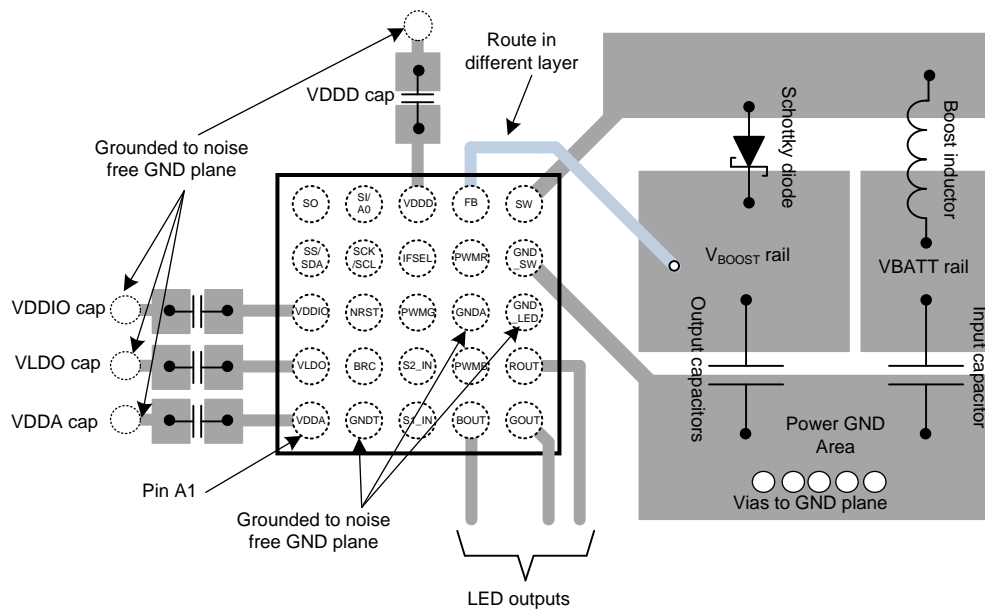 Route in
different layer
VDDD cap
Grounded to noise
free GND plane
Schottky diode
Boost inductor
SO
SI/
A0
VDDD
FB
SW
SS/
SDA
SCK
/SCL
IFSEL
PWMR
GND
_SW
VBOOST rail
VBATT rail
VDDIO cap
VDDIO
NRST
PWMG
GNDA
GND
_LED
Output capacitors
Input capacitor
VLDO cap
VLDO
BRC
S2_IN
PWMB
ROUT
VDDA cap
VDDA
GNDT
S1_IN
BOUT
GOUT
Power GND
Area
Pin A1
Vias to GND plane
Grounded to noise
free GND plane
LED outputs